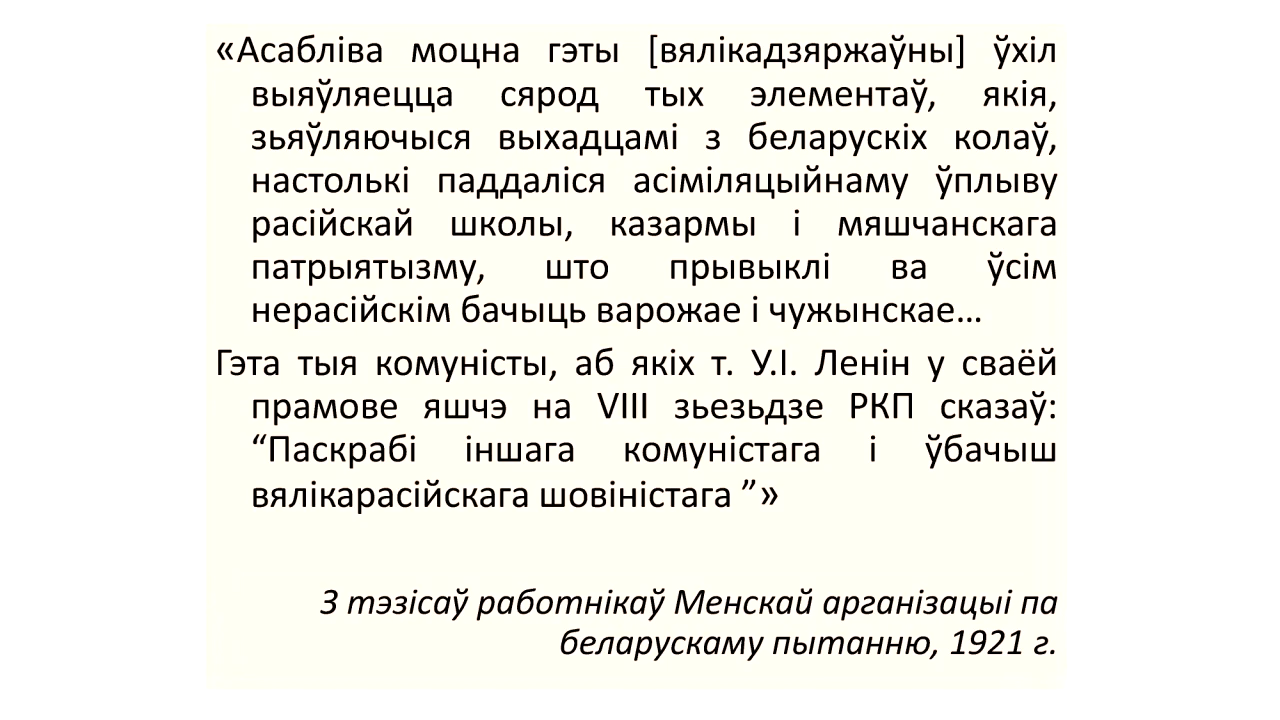 «Асабліва моцна гэты [вялікадзяржаўны] ўхіл
выяўляецца сярод тых элементаў, якія,
зьяўляючыся выхадцамі з беларускіх колаў,
настолькі паддаліся асіміляцыйнаму ўплыву
расійскай школы, казармы і мяшчанскага
патрыятызму, што прывыклі ва ўсім
нерасійскім бачыць варожае і чужынскае…
Гэта тыя комуністы, аб якіх т. У.І. Ленін у сваёй
прамове яшчэ на VIII зьезьдзе РКП сказаў:
“Паскрабі іншага комуністага і ўбачыш
вялікарасійскага шовіністага ”»
З тэзісаў работнікаў Менскай арганізацыі па
беларускаму пытанню, 1921 г.